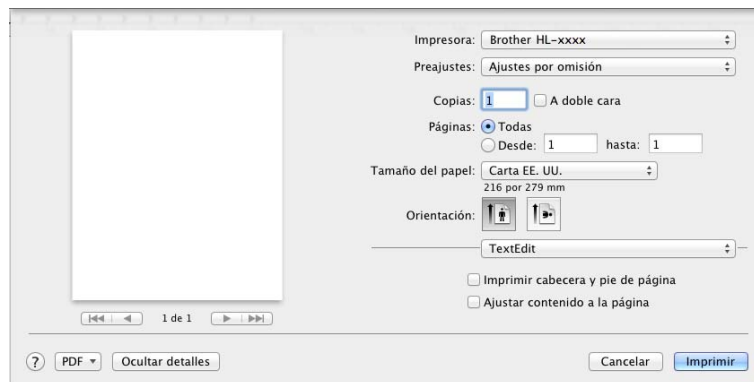 Impresora: Brother HL-xxxx
Preajustes: Ajustes por omisión
Copias: 1 A doble cara
Páginas: Todas
Desde: 1 hasta: 1
Tamaño del papel: Carta EE. UU.
216 por 279 mm
Orientación:
TextEdit
Imprimir cabecera y pie de página
Ajustar contenido a la página
1 de 1
? PDF Ocultar detalles Cancelar Imprimir